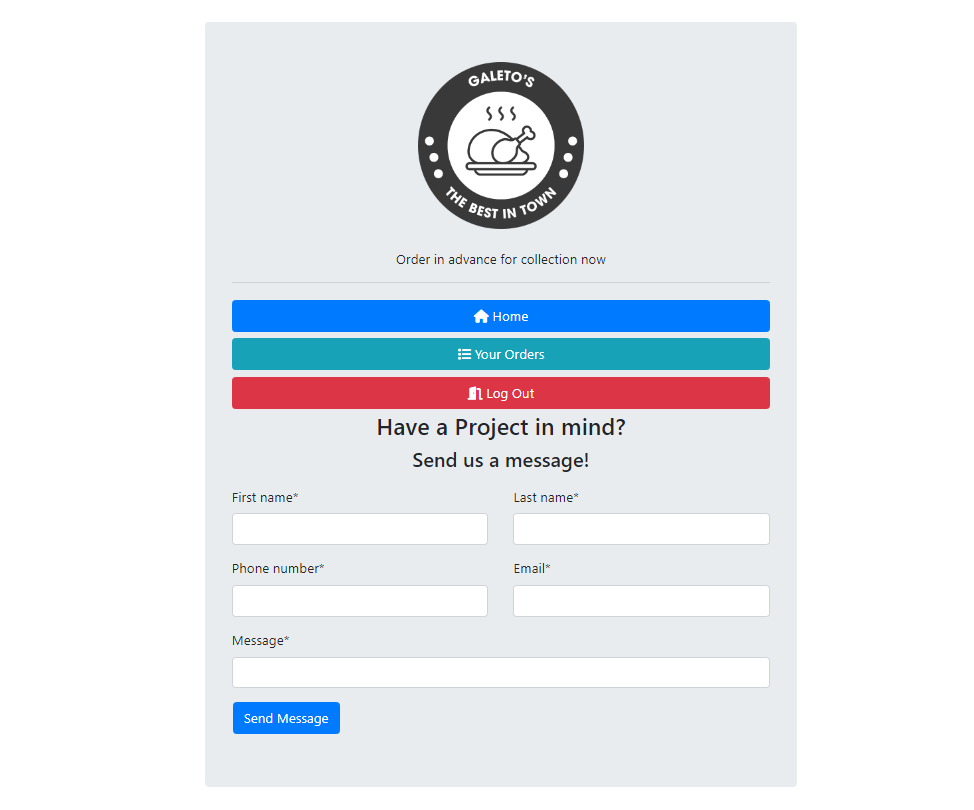 GALETO'S
THE BEST IN TOWN
Order in advance for collection now
Home
Your Orders
Log Out
Have a Project in mind?
Send us a message!
First name* Last name*
Phone number* Email*
Message*
Send Message